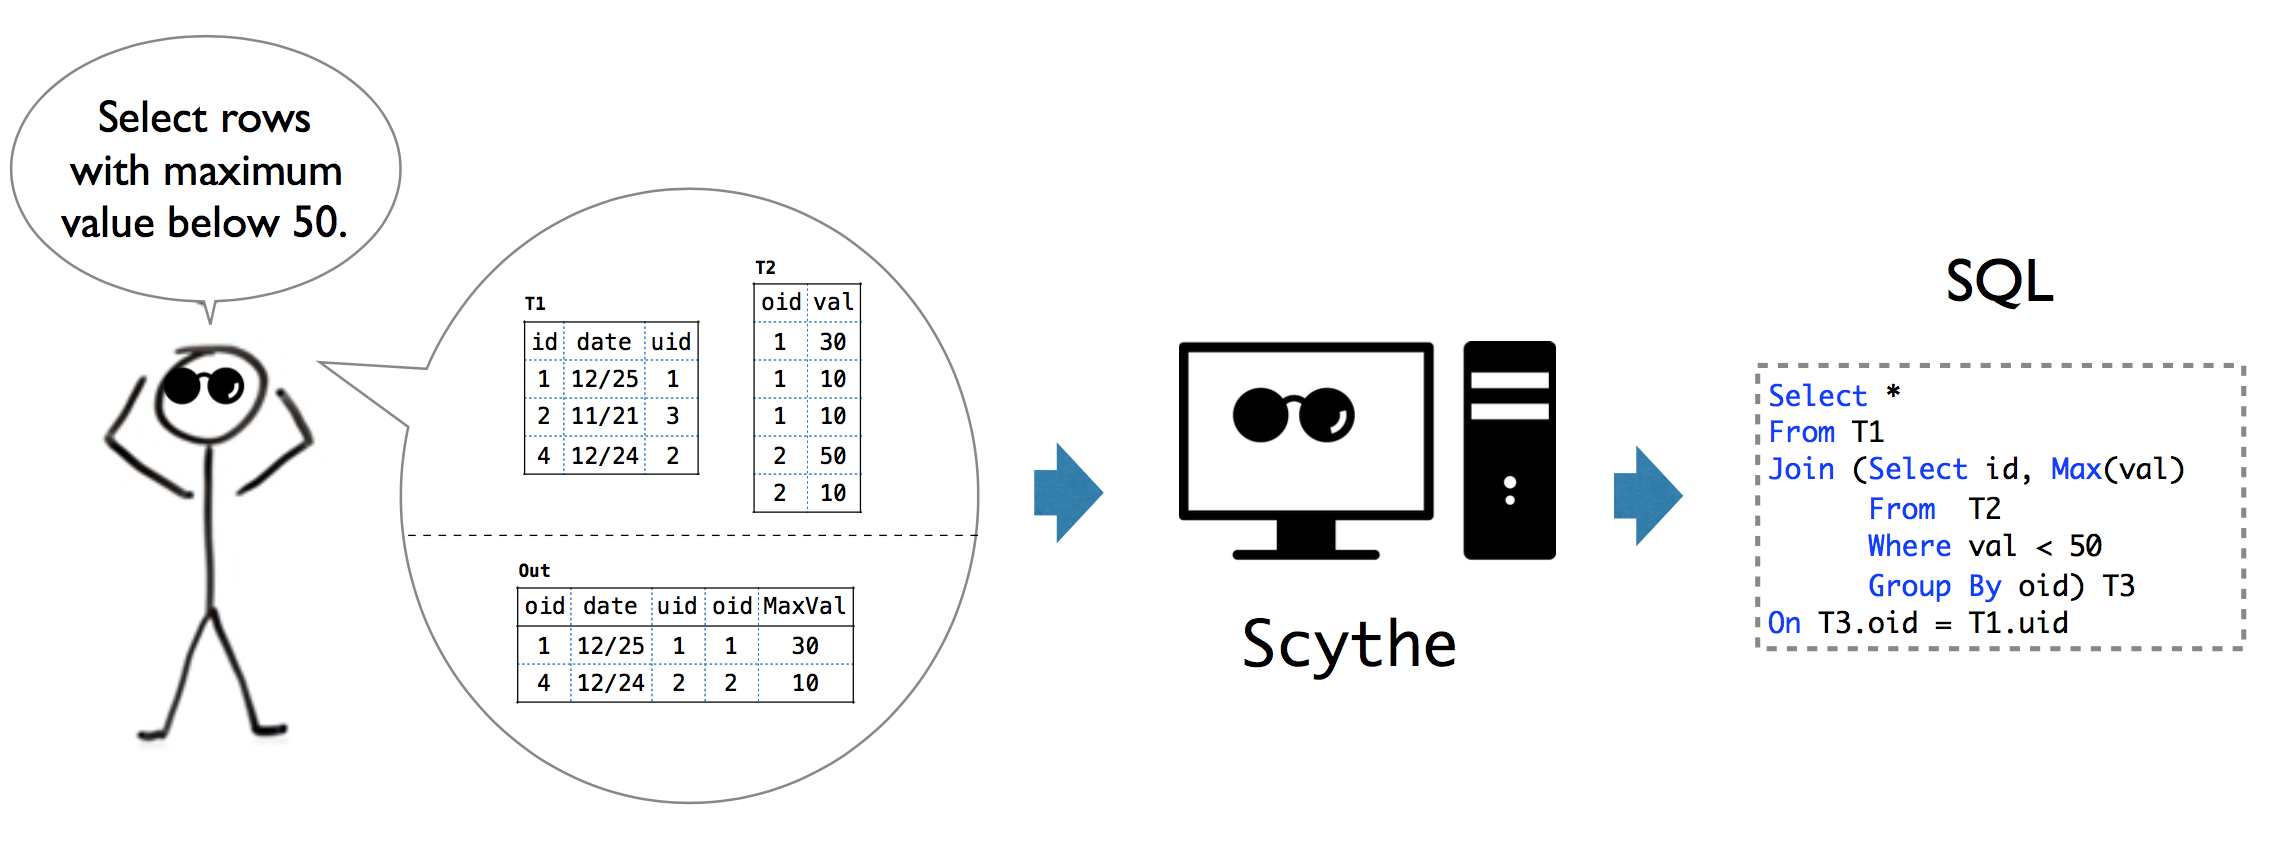 Select rows
with maximum
value below 50.
T1
id date uid
1 12/25 1
2 11/21 3
4 12/24 2
T2
oid val
1 30
1 10
1 10
2 50
2 10
Out
oid date uid oid MaxVal
1 12/25 1 1 30
4 12/24 2 2 10
Scythe
SQL
Select *
From T1
Join (Select id, Max(val)
From T2
Where val < 50
Group By oid) T3
On T3.oid = T1.uid